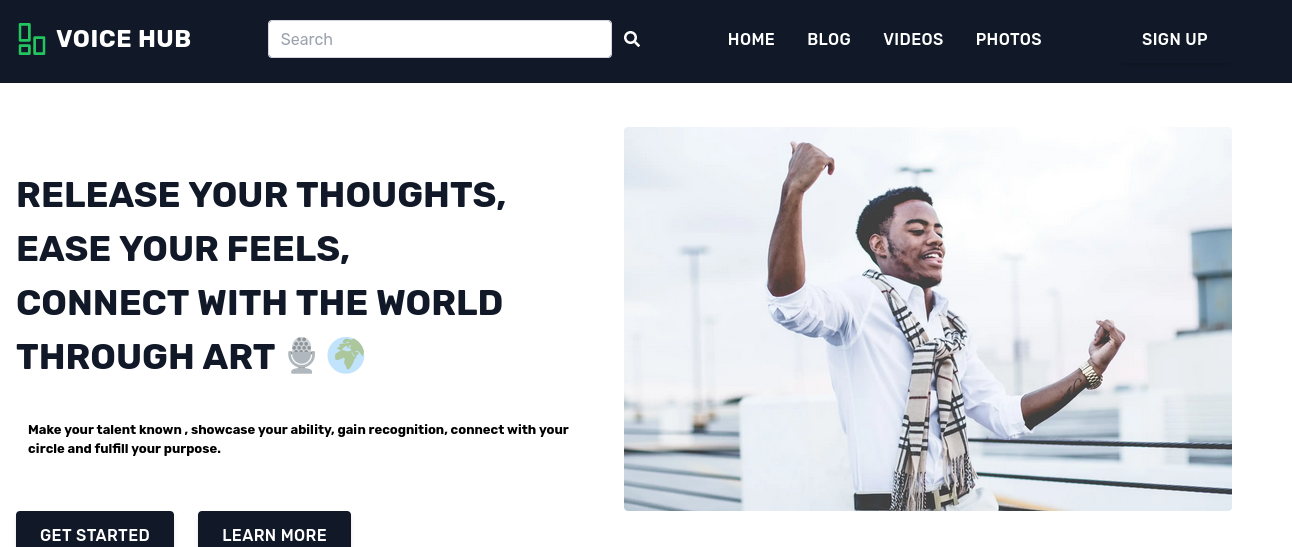 VOICE HUB
Search
HOME BLOG VIDEOS PHOTOS SIGN UP
RELEASE YOUR THOUGHTS,
EASE YOUR FEELS,
CONNECT WITH THE WORLD
THROUGH ART
Make your talent known , showcase your ability, gain recognition, connect with your
circle and fulfill your purpose.
GET STARTED LEARN MORE